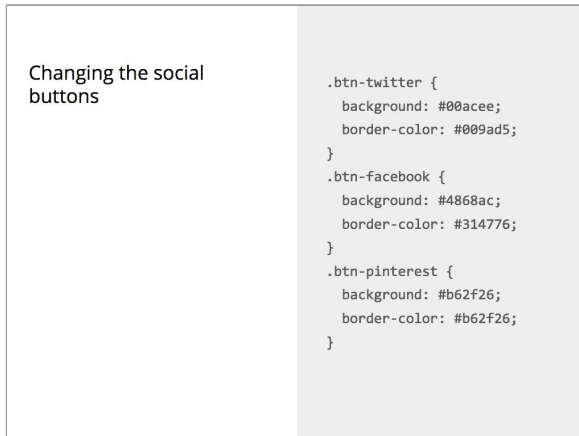 Changing the social
buttons
.btn-twitter {
  background: #00acee;
  border-color: #009ad5;
}
.btn-facebook {
  background: #4868ac;
  border-color: #314776;
}
.btn-pinterest {
  background: #b62f26;
  border-color: #b62f26;
}